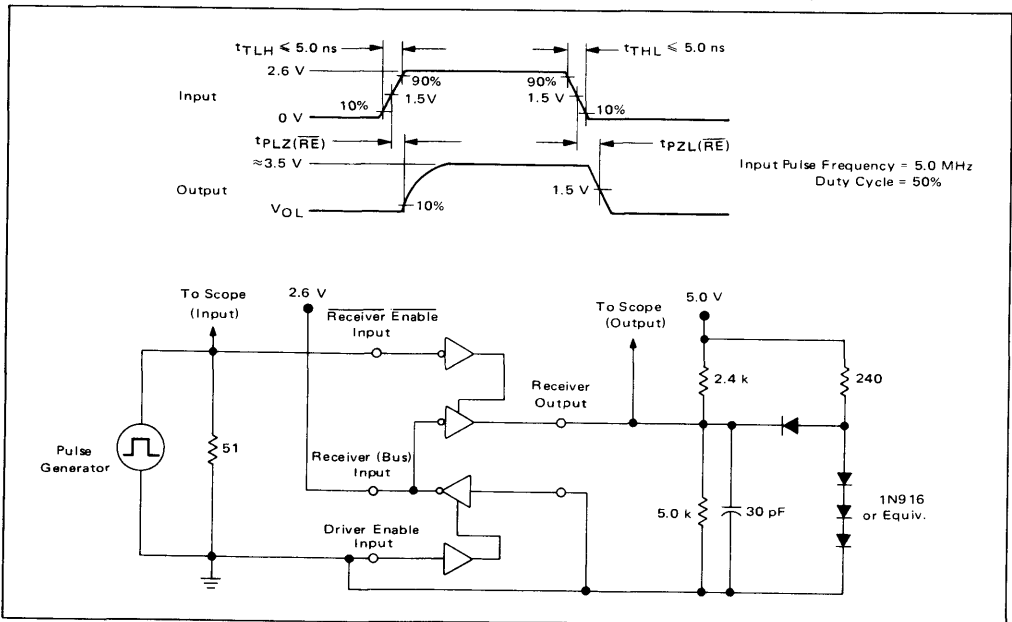 tTLH ≤ 5.0 ns
tTHL ≤ 5.0 ns
2.6 V
90%
90%
Input
1.5V
1.5 V
10%
10%
0 V
tPLZ(R̅E̅)
tPZL(R̅E̅)
≈3.5 V
Input Pulse Frequency = 5.0 MHz
Duty Cycle = 50%
Output
1.5 V
VOL
10%
To Scope
(Input)
2.6 V
Receiver Enable
Input
To Scope
(Output)
5.0 V
2.4 k
240
Receiver
Output
Pulse
Generator
51
Receiver (Bus)
Input
5.0 k
30 pF
1N916
or Equiv.
Driver Enable
Input